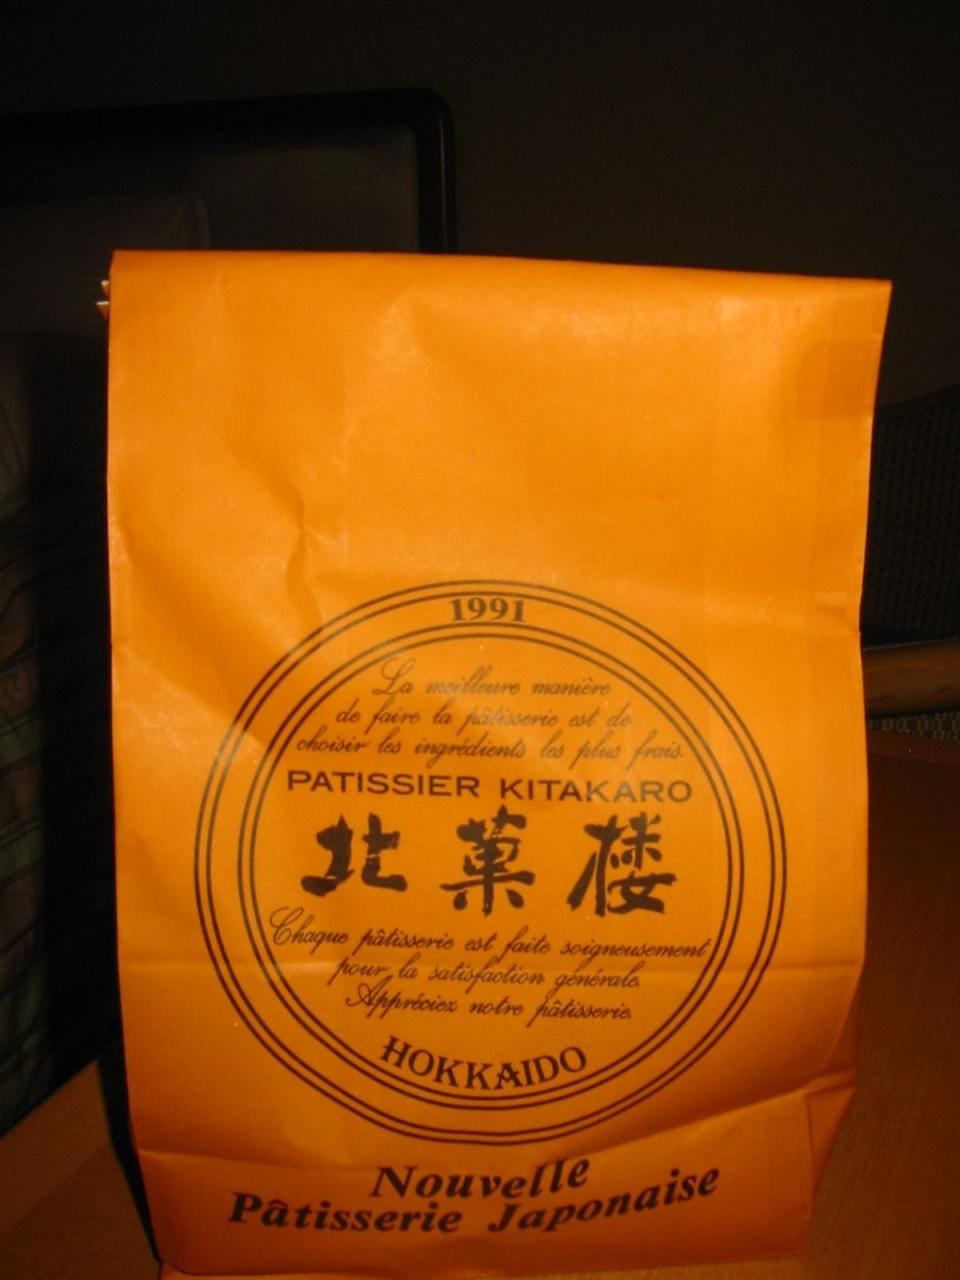 1991
La meilleure manière
de faire la pâtisserie est de
choisir les ingrédients les plus frais.
PATISSIER KITAKARO
北菓楼
Chaque pâtisserie est faite soigneusement
pour la satisfaction générale.
Appréciez notre pâtisserie.
HOKKAIDO
Nouvelle
Pâtisserie Japonaise